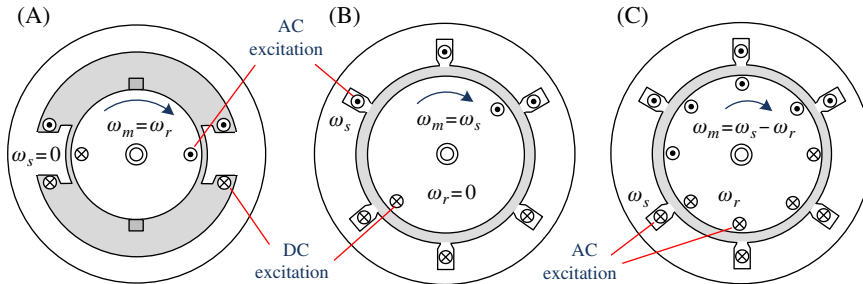 (A)
AC
excitation
(B)
(C)
ωm=ωr
ωs=0
DC
excitation
ωs
ωm=ωs
ωr=0
ωm=ωs−ωr
ωs
ωr
AC
excitation